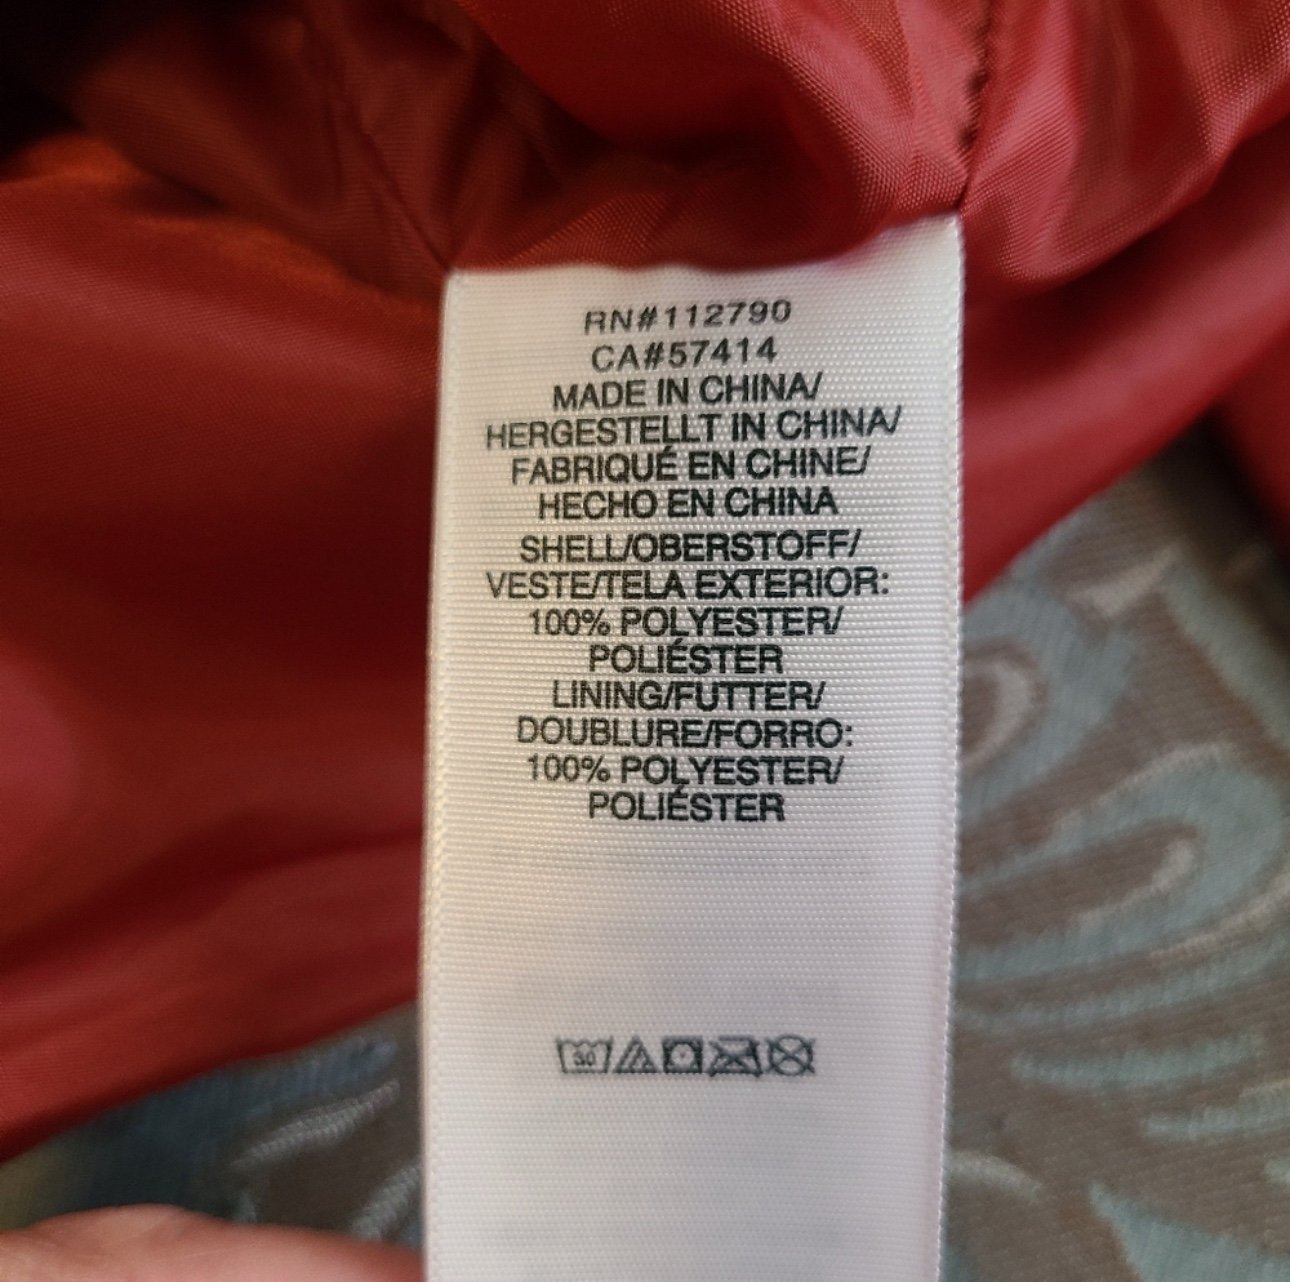 RN#112790
CA#57414
MADE IN CHINA/
HERGESTELLT IN CHINA/
FABRIQUÉ EN CHINE/
HECHO EN CHINA
SHELL/OBERSTOFF/
VESTE/TELA EXTERIOR:
100% POLYESTER/
POLIÉSTER
LINING/FUTTER/
DOUBLURE/FORRO:
100% POLYESTER/
POLIÉSTER
30